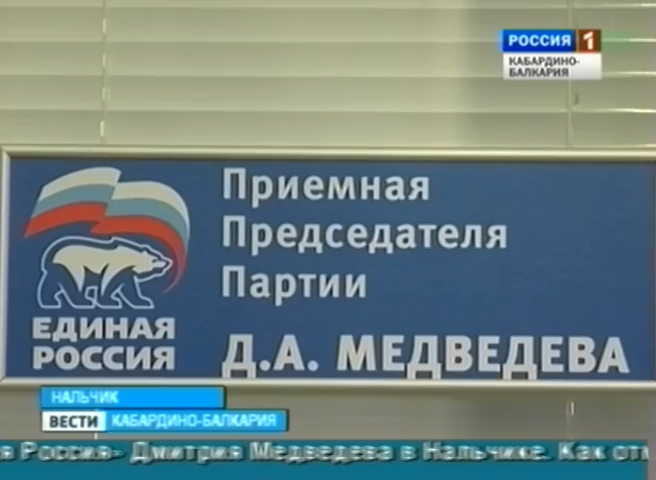 РОССИЯ 1
КАБАРДИНО-
БАЛКАРИЯ
Приемная
Председателя
Партии
Д.А. МЕДВЕДЕВА
ЕДИНАЯ
РОССИЯ
НАЛЬЧИК
ВЕСТИ КАБАРДИНО-БАЛКАРИЯ
я Россия- Дмитрия Медведева в Нальчике. Как отм